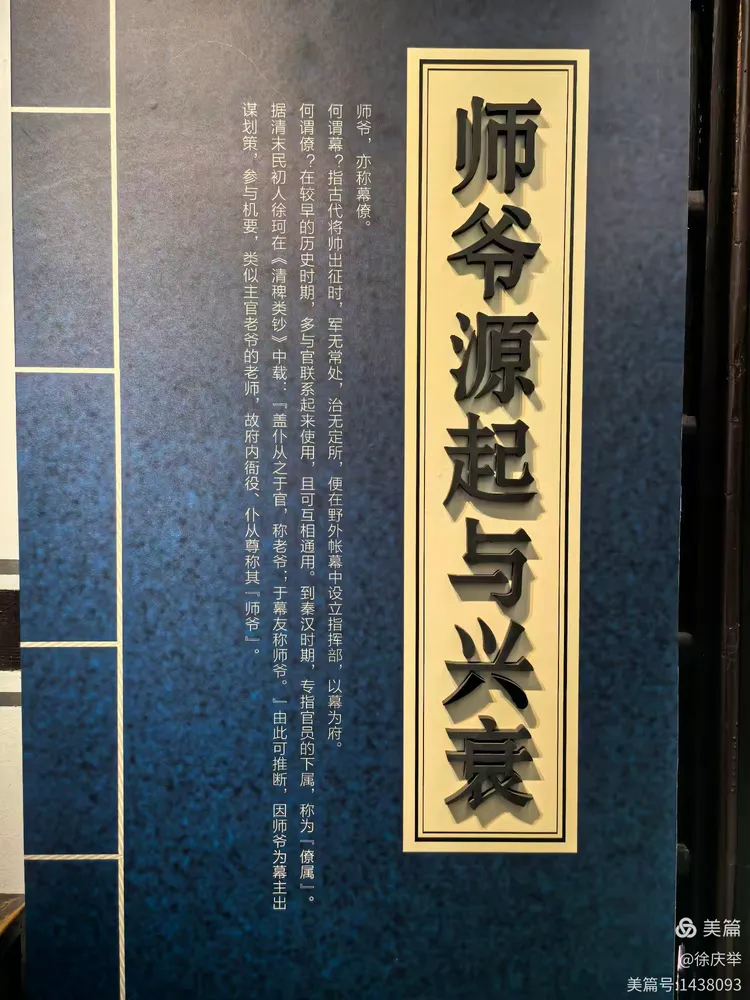 师爷源起与兴衰
师爷，亦称幕僚。
何谓幕？指古代将帅出征时，军无常处，治无定所，便在野外帐幕中设立指挥部，以幕为府。
何谓僚？在较早的历史时期，多与官联系起来使用，且可互相通用。到秦汉时期，专指官员的下属，称为『僚属』。
据清末民初人徐珂在《清稗类钞》中载：『盖仆从之于官，称老爷；于幕友称师爷。』由此可推断，因师爷为幕主出
谋划策，参与机要，类似主官老爷的老师，故府内衙役、仆从尊称其『师爷』。
美篇
@徐庆举
美篇号:1438093